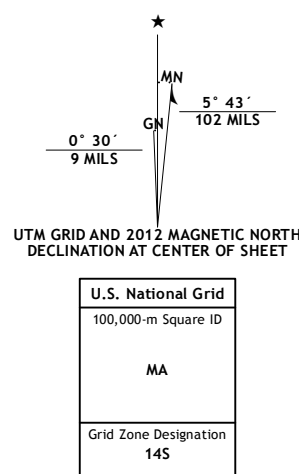 ★
MN
5° 43´
102 MILS
GN
0° 30´
9 MILS
UTM GRID AND 2012 MAGNETIC NORTH
DECLINATION AT CENTER OF SHEET
U.S. National Grid
100,000-m Square ID
MA
Grid Zone Designation
14S